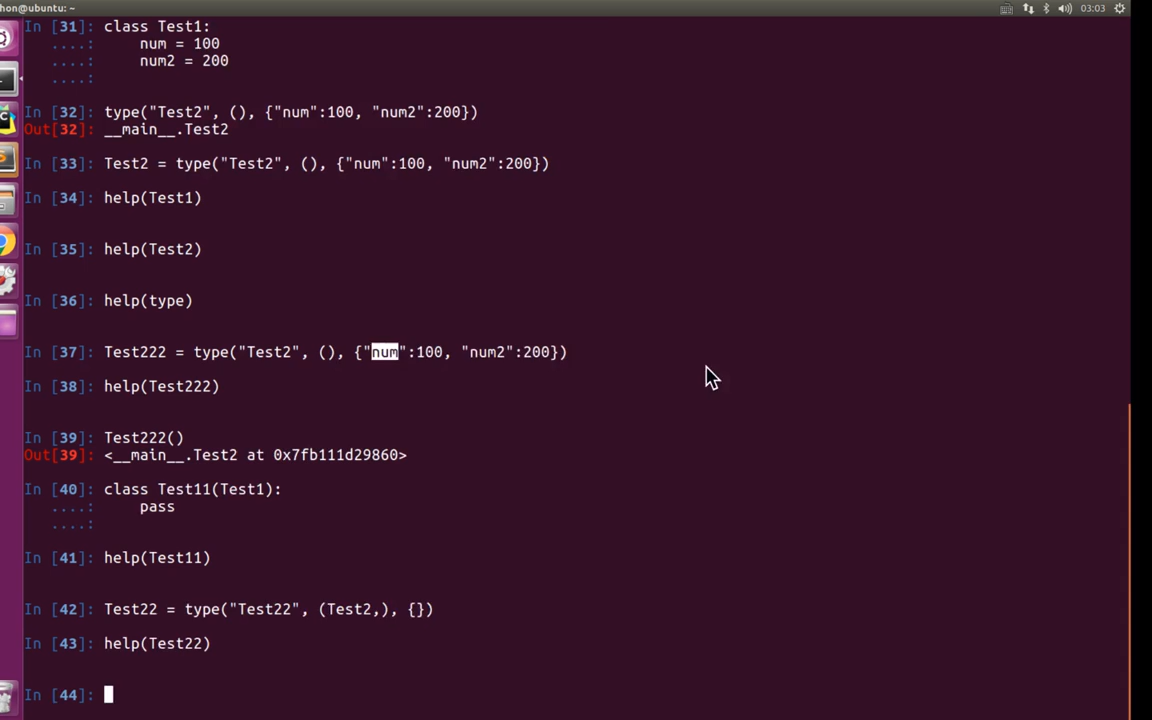 hon@ubuntu: ~
03:03
In [31]: class Test1:
   ....:     num = 100
   ....:     num2 = 200
   ....:
In [32]: type("Test2", (), {"num":100, "num2":200})
Out[32]: __main__.Test2
In [33]: Test2 = type("Test2", (), {"num":100, "num2":200})
In [34]: help(Test1)
In [35]: help(Test2)
In [36]: help(type)
In [37]: Test222 = type("Test2", (), {"num":100, "num2":200})
In [38]: help(Test222)
In [39]: Test222()
Out[39]: <__main__.Test2 at 0x7fb111d29860>
In [40]: class Test11(Test1):
   ....:     pass
   ....:
In [41]: help(Test11)
In [42]: Test22 = type("Test22", (Test2,), {})
In [43]: help(Test22)
In [44]: